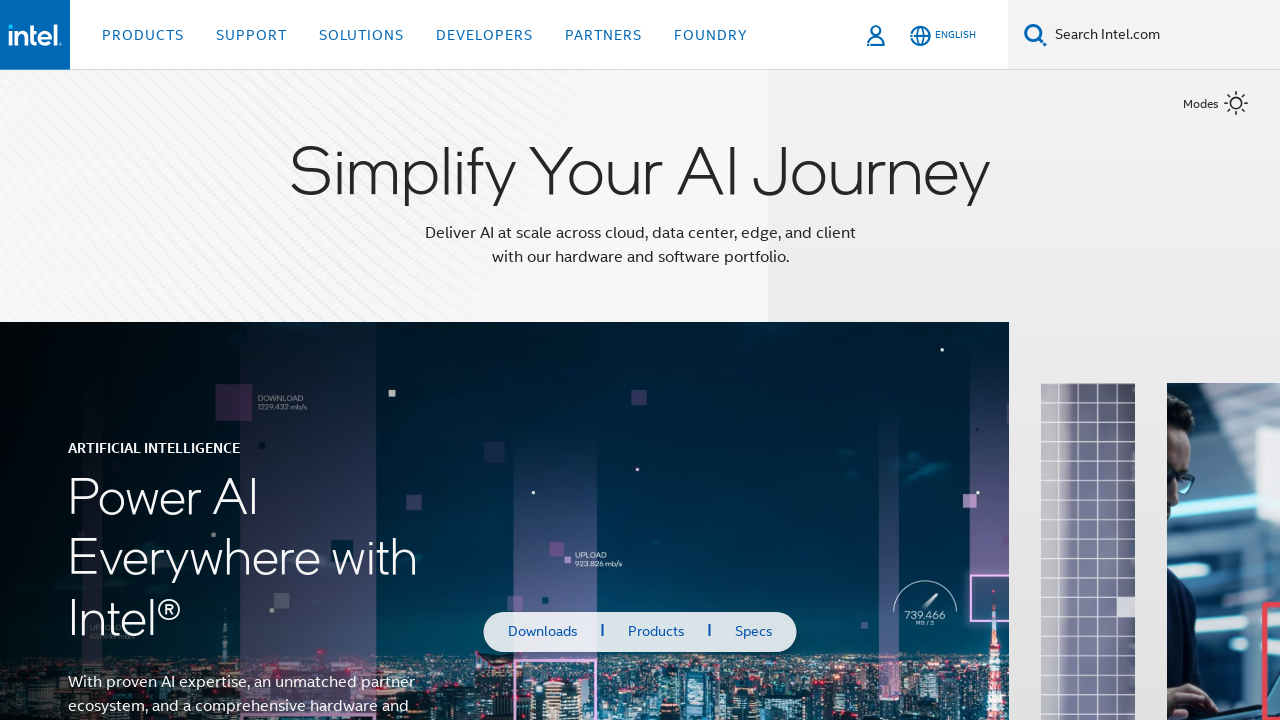 intel.
PRODUCTS
SUPPORT
SOLUTIONS
DEVELOPERS
PARTNERS
FOUNDRY
ENGLISH
Search Intel.com
Modes
Simplify Your AI Journey
Deliver AI at scale across cloud, data center, edge, and client
with our hardware and software portfolio.
DOWNLOAD
1229.432 mb/s
ARTIFICIAL INTELLIGENCE
Power AI
Everywhere with
Intel®
UPLOAD
923.826 mb/s
739.466
MB / S
Downloads
Products
Specs
With proven AI expertise, an unmatched partner
ecosystem, and a comprehensive hardware and